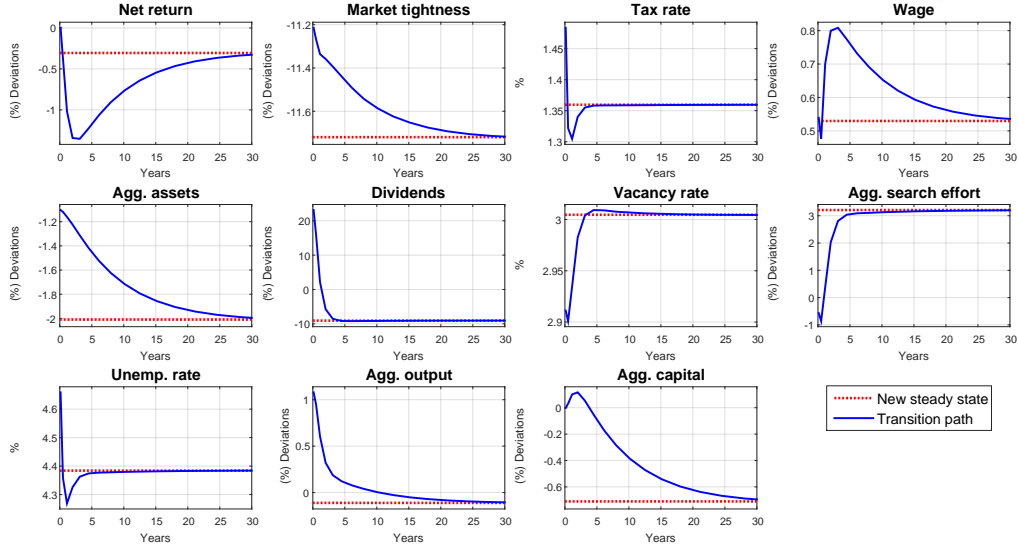 Net return
Market tightness
Tax rate
Wage
0
-0.5
-1
(%) Deviations
0 5 10 15 20 25 30
Years
-11.2
-11.4
-11.6
(%) Deviations
0 5 10 15 20 25 30
Years
1.45
1.4
1.35
1.3
%
0 5 10 15 20 25 30
Years
0.8
0.7
0.6
0.5
(%) Deviations
0 5 10 15 20 25 30
Years
Agg. assets
Dividends
Vacancy rate
Agg. search effort
-1.2
-1.4
-1.6
-1.8
-2
(%) Deviations
0 5 10 15 20 25 30
Years
20
10
0
-10
(%) Deviations
0 5 10 15 20 25 30
Years
3
2.95
2.9
%
0 5 10 15 20 25 30
Years
3
2
1
0
-1
(%) Deviations
0 5 10 15 20 25 30
Years
Unemp. rate
Agg. output
Agg. capital
4.6
4.5
4.4
4.3
%
0 5 10 15 20 25 30
Years
1
0.5
0
(%) Deviations
0 5 10 15 20 25 30
Years
0
-0.2
-0.4
-0.6
(%) Deviations
0 5 10 15 20 25 30
Years
New steady state
Transition path